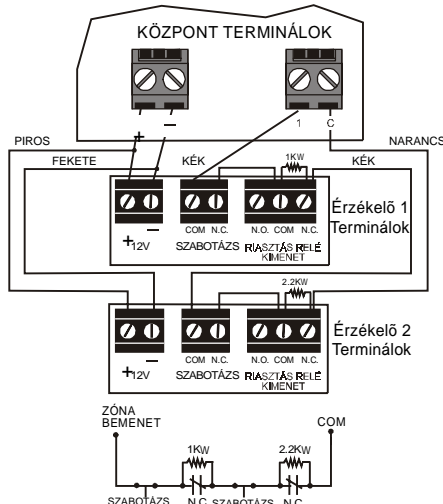 KÖZPONT TERMINÁLOK
+ – 1 C
PIROS NARANCS
FEKETE KÉK 1KW KÉK
COM N.C. N.O. COM N.C.
+12V – SZABOTÁZS RIASZTÁS RELÉ
KIMENET
Érzékelõ 1
Terminálok
2.2KW
COM N.C. N.O. COM N.C.
+12V – SZABOTÁZS RIASZTÁS RELÉ
KIMENET
Érzékelõ 2
Terminálok
ZÓNA
BEMENET
COM
1KW 2.2KW
SZABOTÁZS N.C. SZABOTÁZS N.C.